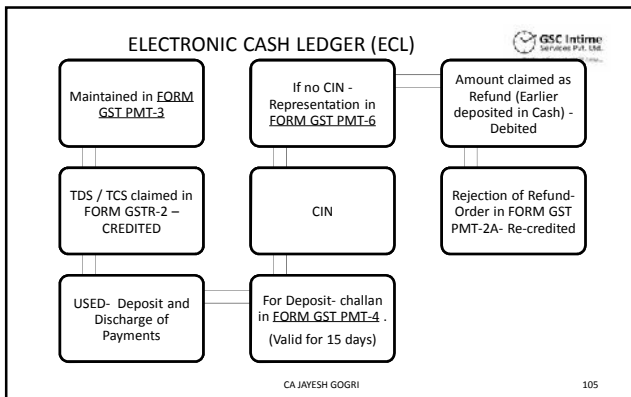 ELECTRONIC CASH LEDGER (ECL)
GSC Intime
Services Pvt. Ltd.
Maintained in FORM
GST PMT-3
TDS / TCS claimed in
FORM GSTR-2 –
CREDITED
USED- Deposit and
Discharge of
Payments
For Deposit- challan
in FORM GST PMT-4 .
(Valid for 15 days)
CIN
If no CIN -
Representation in
FORM GST PMT-6
Amount claimed as
Refund (Earlier
deposited in Cash) -
Debited
Rejection of Refund-
Order in FORM GST
PMT-2A- Re-credited
CA JAYESH GOGRI
105